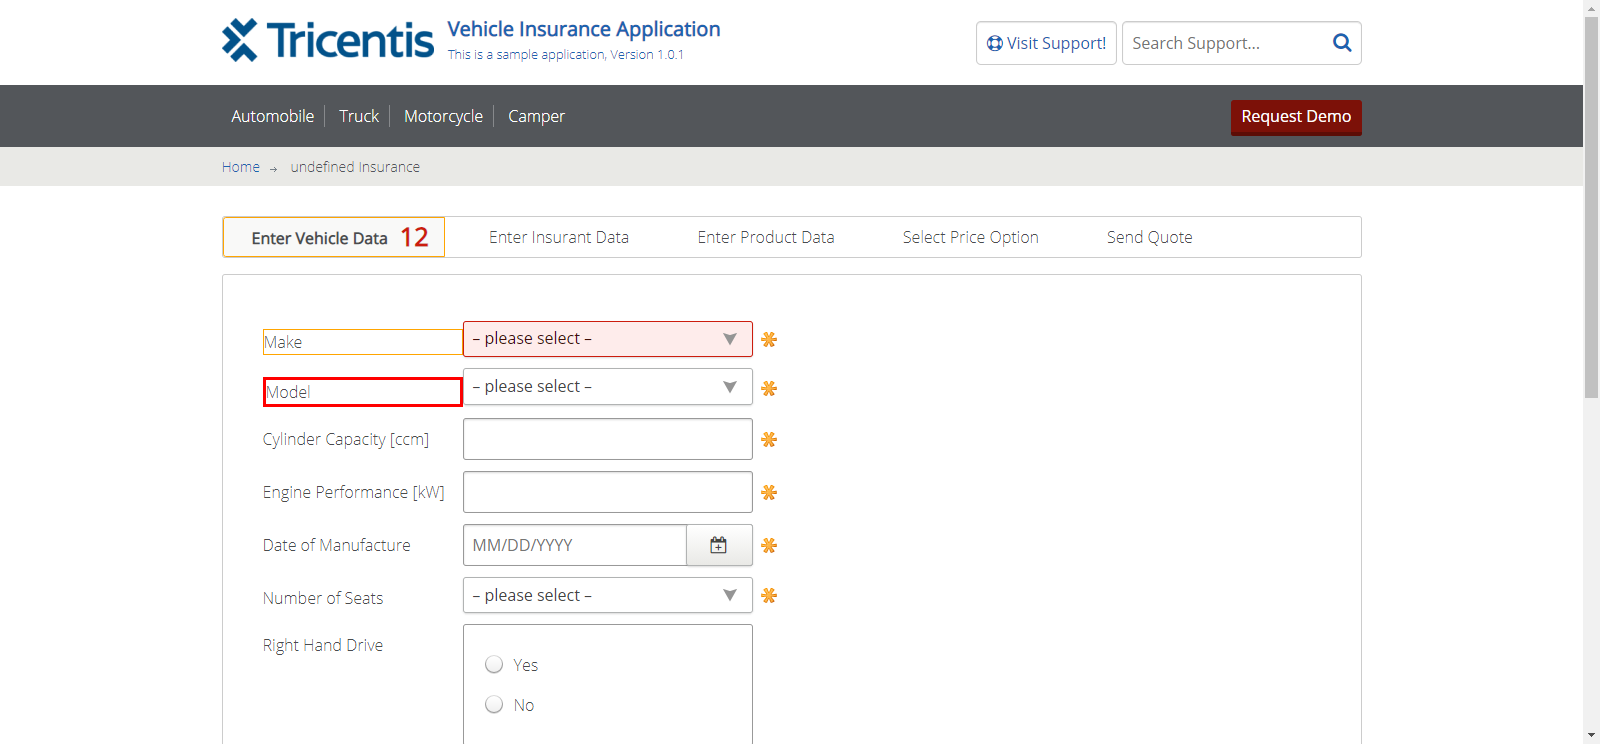 Tricentis
Vehicle Insurance Application
This is a sample application, Version 1.0.1
Visit Support!
Search Support...
Automobile
Truck
Motorcycle
Camper
Request Demo
Home → undefined Insurance
Enter Vehicle Data 12
Enter Insurant Data
Enter Product Data
Select Price Option
Send Quote
Make
– please select –
Model
– please select –
Cylinder Capacity [ccm]
Engine Performance [kW]
Date of Manufacture
MM/DD/YYYY
Number of Seats
– please select –
Right Hand Drive
Yes
No